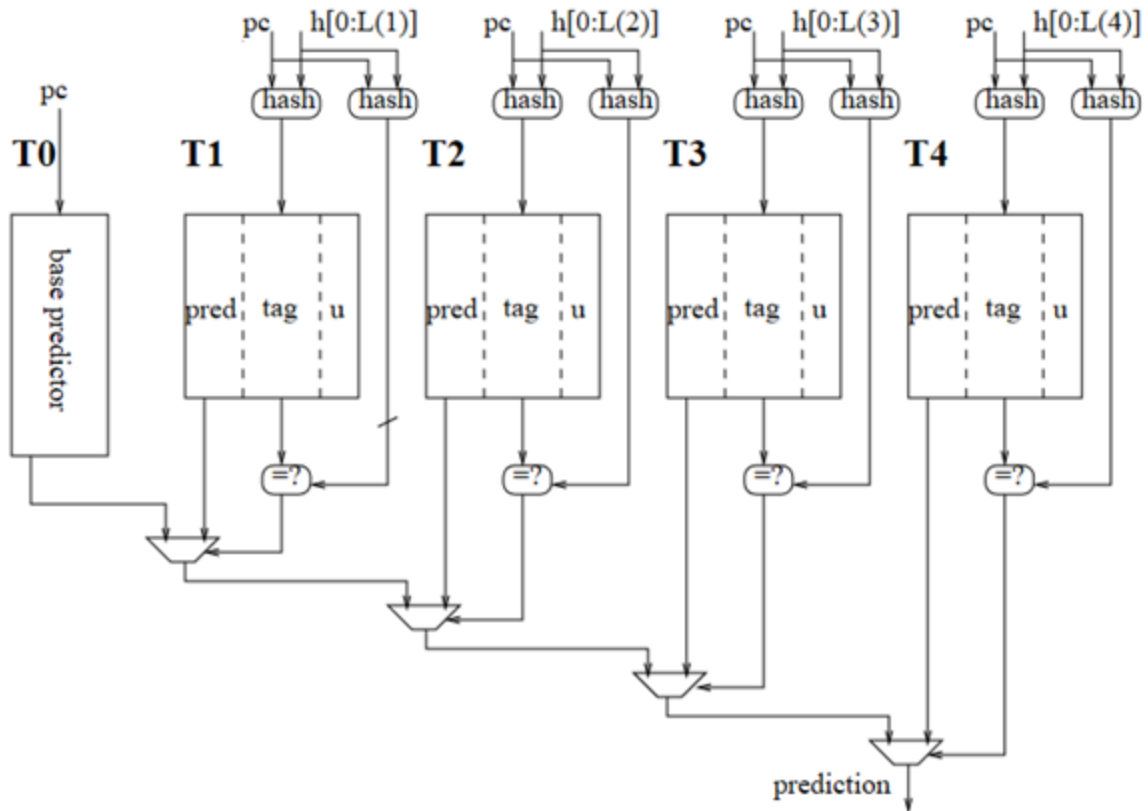 pc h[0:L(1)] pc h[0:L(2)] pc h[0:L(3)] pc h[0:L(4)]
pc hash hash hash hash hash hash hash hash
T0 T1 T2 T3 T4
base predictor
pred tag u pred tag u pred tag u pred tag u
=? =? =? =?
prediction